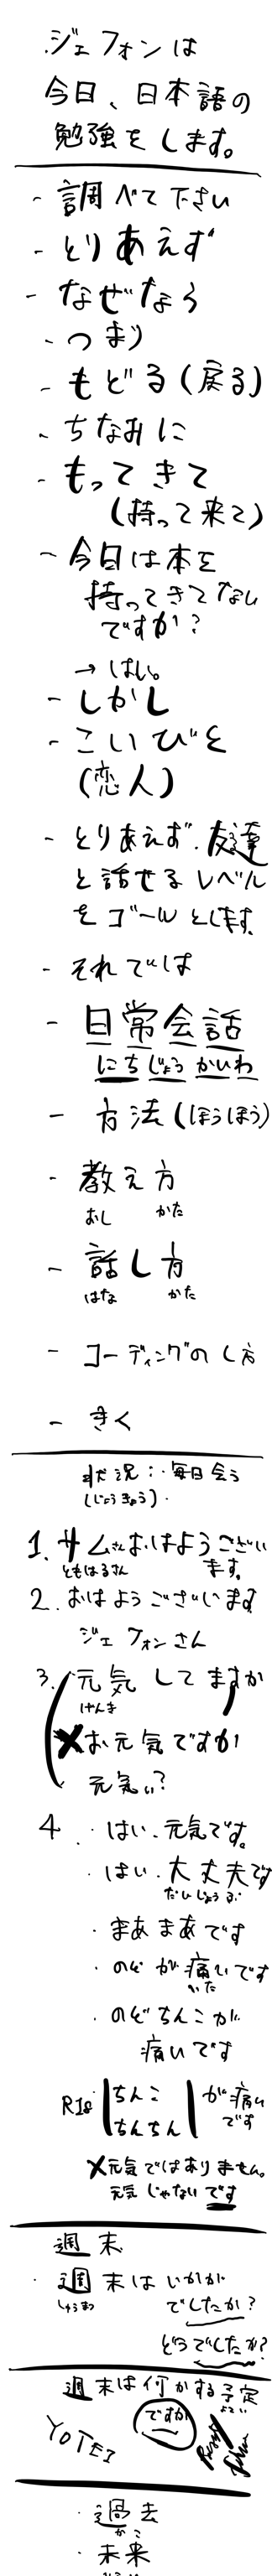 .ジェフォンは
今日、日本語の
勉強をします。
- 調べて下さい
- とりあえず
- なぜなら
- つまり
- もどる(戻る)
- ちなみに
- もってきて
(持って来て)
- 今日は本を
持ってきてない
ですか?
→ はい。
- しかし
- こいびと
(恋人)
- とりあえず、友達
と話せるレベル
をゴールとします。
- それでは
- 日常会話
にちじょうかいわ
- 方法(ほうほう)
- 教え方
おし かた
- 話し方
はな かた
- コーディングのし方
- きく
状況:毎日会う
(じょうきょう)
1. サムさんおはようござい
ともはるさん ます。
2. おはようございます
ジェフォンさん
3. 元気してますか
げんき
×お元気ですか
元気い?
4. ・はい、元気です。
・はい、大丈夫です
だいじょうぶ
・まあまあです
・のどが痛いです
いた
・のどちんこが
痛いです
R18 ちんこ が痛い
ちんちん です
×元気ではありません。
元気じゃないです
週末
・週末はいかが
しゅうまつ でしたか?
どうでしたか?
週末は何かする予定
よてい
ですか
YOTEI
・過去
かこ
・未来